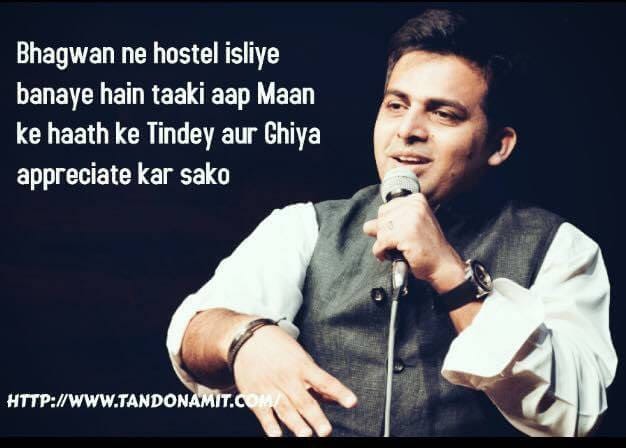 Bhagwan ne hostel isliye
banaye hain taaki aap Maan
ke haath ke Tindey aur Ghiya
appreciate kar sako
HTTP://WWW.TANDONAMIT.COM/